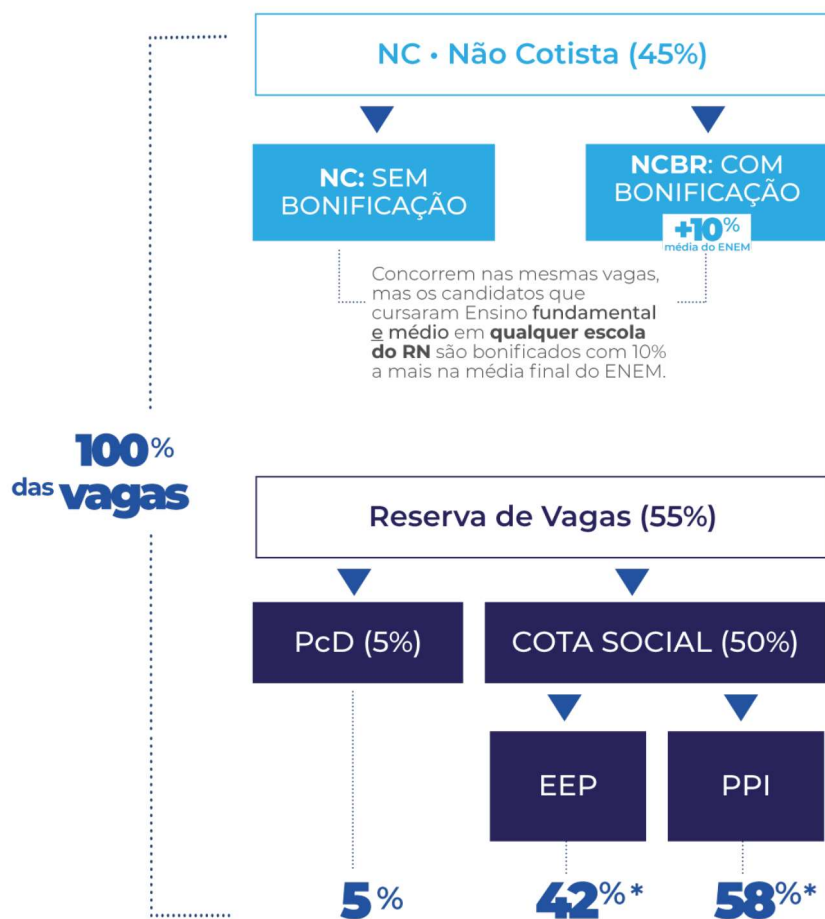 NC • Não Cotista (45%)
NC: SEM
BONIFICAÇÃO
NCBR: COM
BONIFICAÇÃO
+10%
média do ENEM
Concorrem nas mesmas vagas,
mas os candidatos que
cursaram Ensino fundamental
e médio em qualquer escola
do RN são bonificados com 10%
a mais na média final do ENEM.
100%
das vagas
Reserva de Vagas (55%)
PcD (5%)
COTA SOCIAL (50%)
EEP
PPI
5%
42%*
58%*